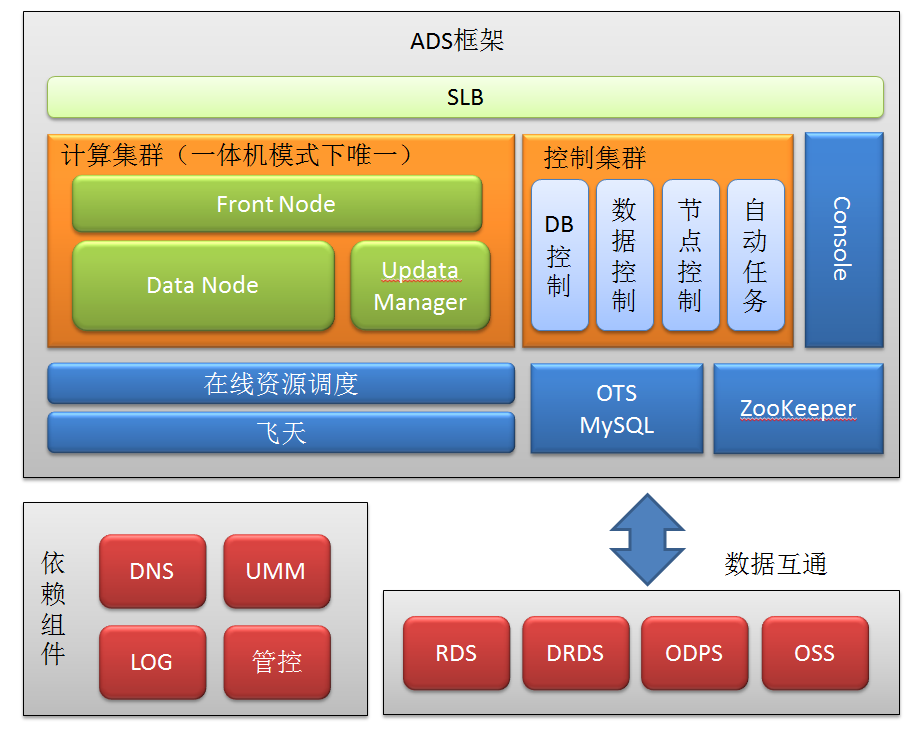 ADS框架
SLB
计算集群（一体机模式下唯一）
Front Node
Data Node
Updata
Manager
控制集群
DB
控
制
数
据
控
制
节
点
控
制
自
动
任
务
Console
在线资源调度
飞天
OTS
MySQL
ZooKeeper
依
赖
组
件
DNS
UMM
LOG
管控
数据互通
RDS
DRDS
ODPS
OSS